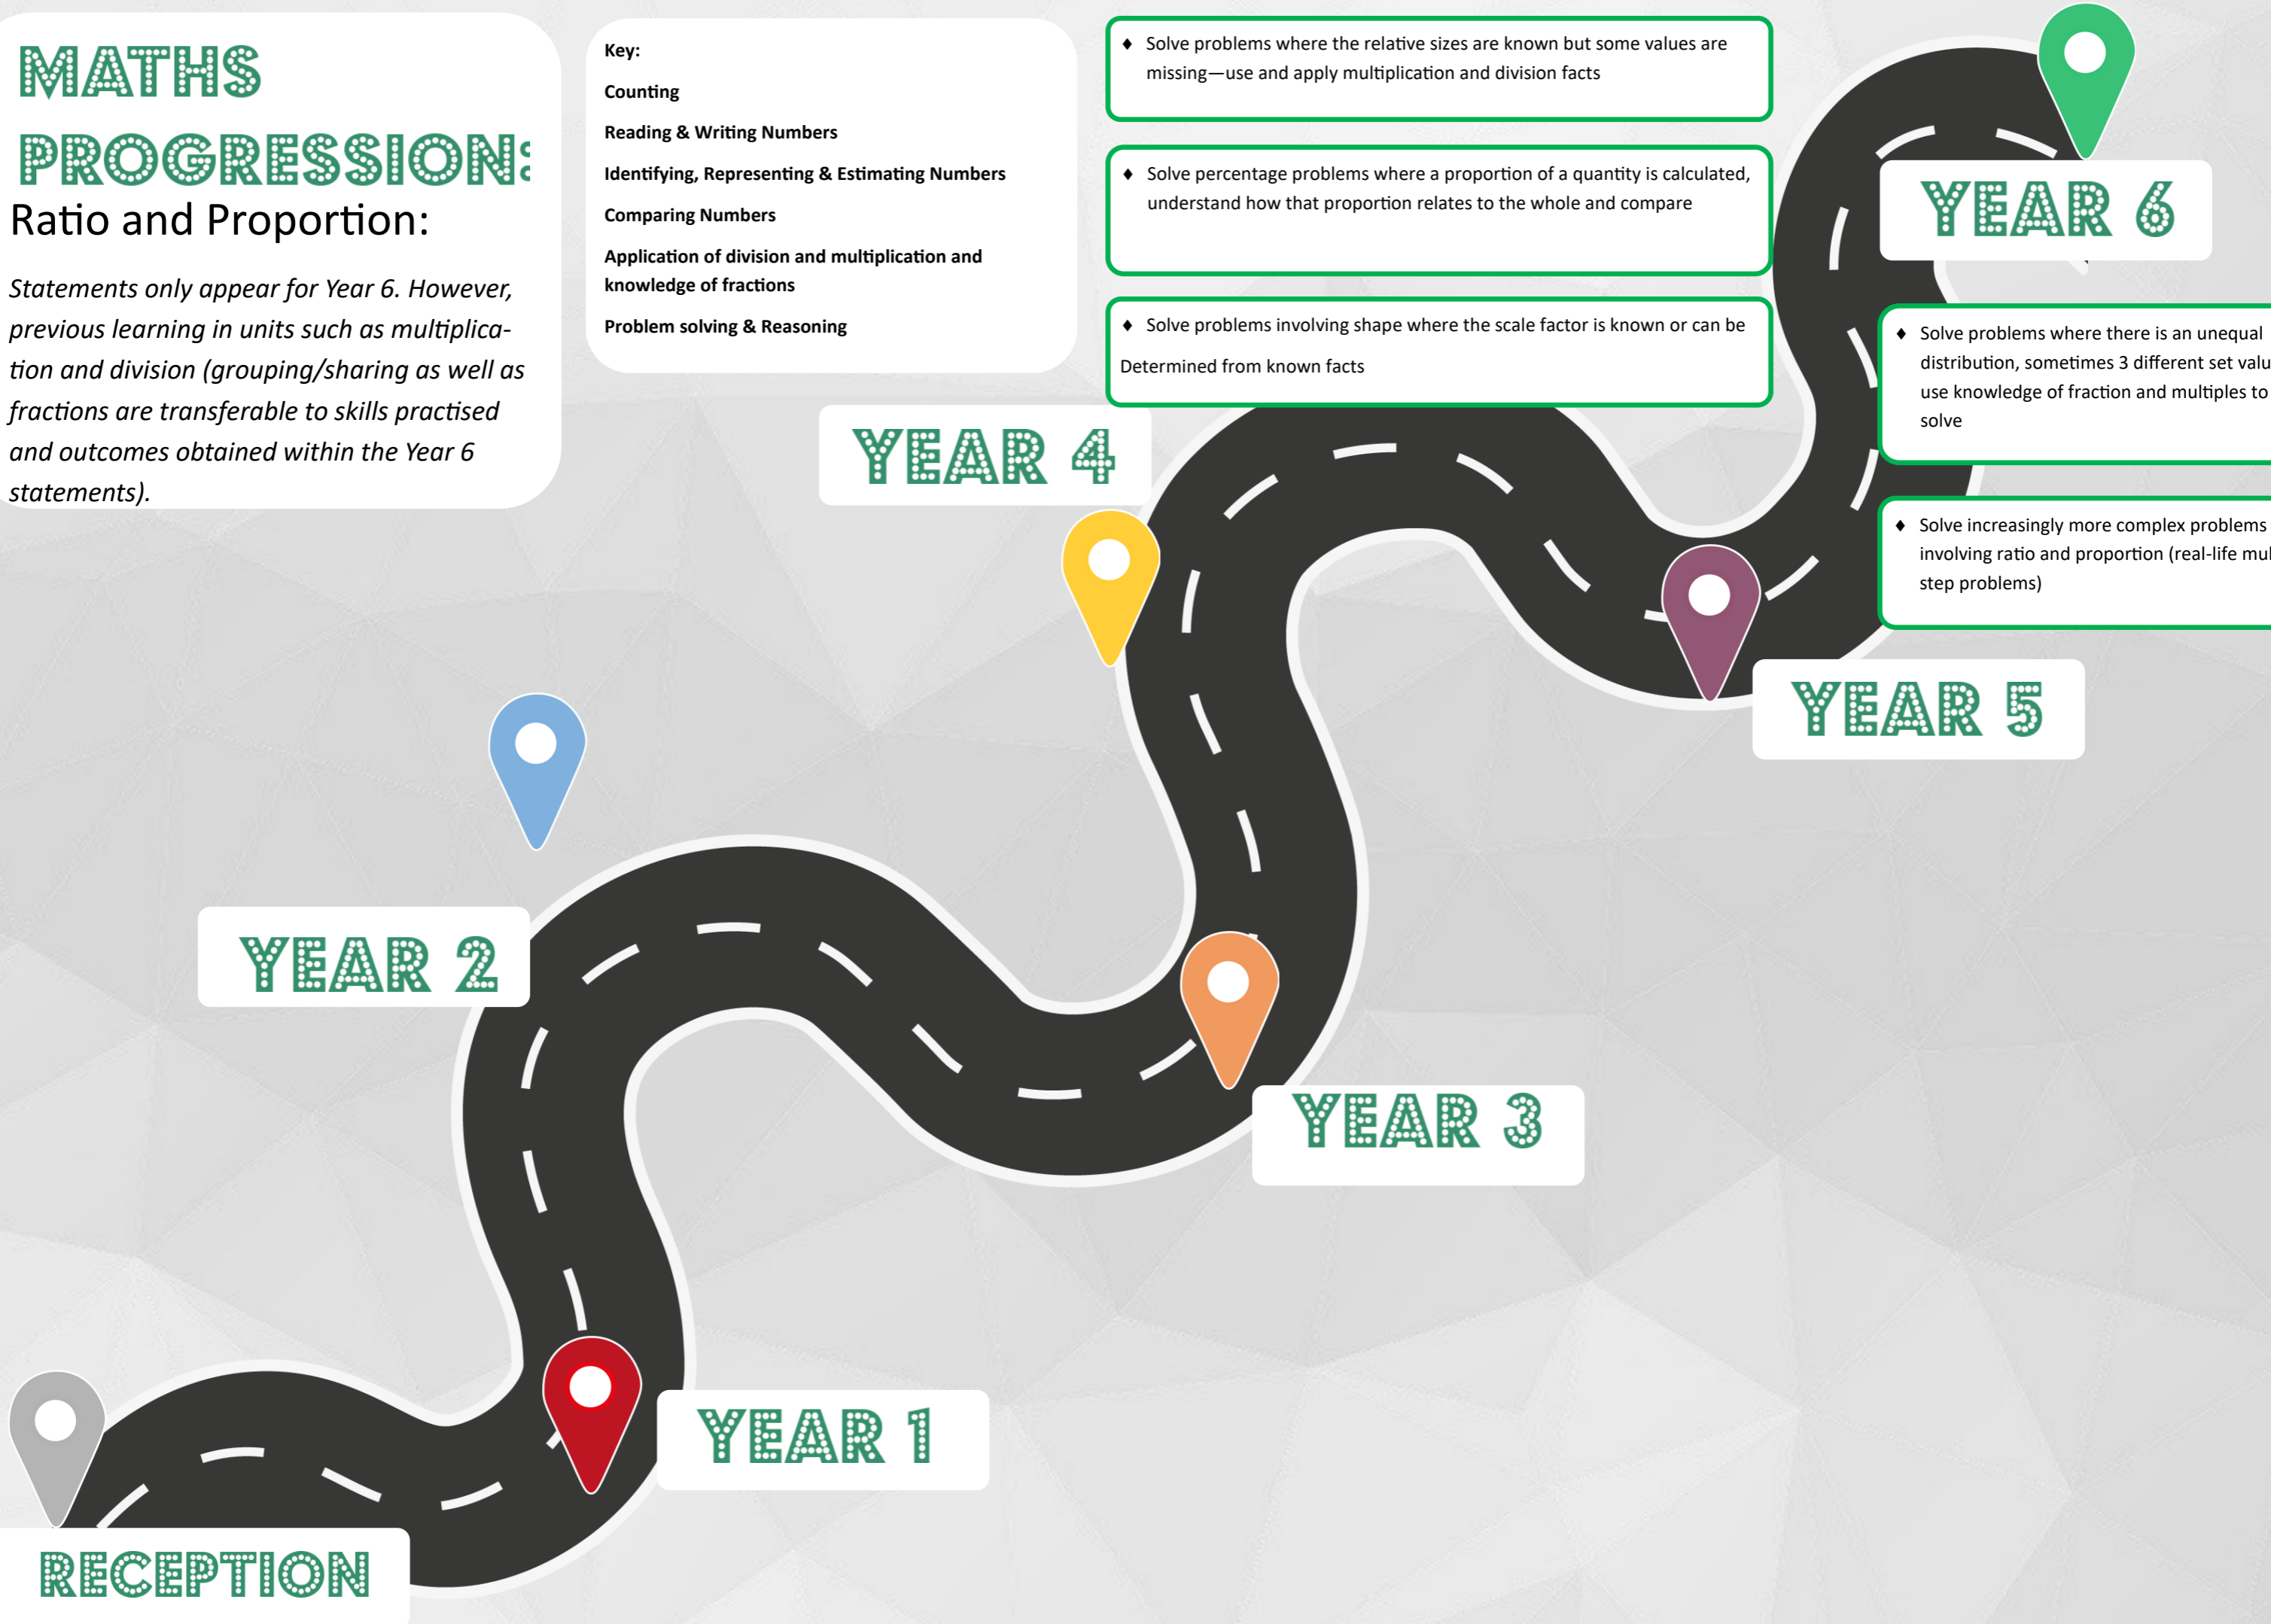 MATHS
PROGRESSION:
Ratio and Proportion:
Statements only appear for Year 6. However,
previous learning in units such as multiplica-
tion and division (grouping/sharing as well as
fractions are transferable to skills practised
and outcomes obtained within the Year 6
statements).
Key:
Counting
Reading & Writing Numbers
Identifying, Representing & Estimating Numbers
Comparing Numbers
Application of division and multiplication and
knowledge of fractions
Problem solving & Reasoning
♦ Solve problems where the relative sizes are known but some values are
missing—use and apply multiplication and division facts
♦ Solve percentage problems where a proportion of a quantity is calculated,
understand how that proportion relates to the whole and compare
♦ Solve problems involving shape where the scale factor is known or can be
Determined from known facts
YEAR 6
♦ Solve problems where there is an unequal
distribution, sometimes 3 different set valu
use knowledge of fraction and multiples to
solve
♦ Solve increasingly more complex problems
involving ratio and proportion (real-life mul
step problems)
YEAR 4
YEAR 5
YEAR 2
YEAR 3
YEAR 1
RECEPTION